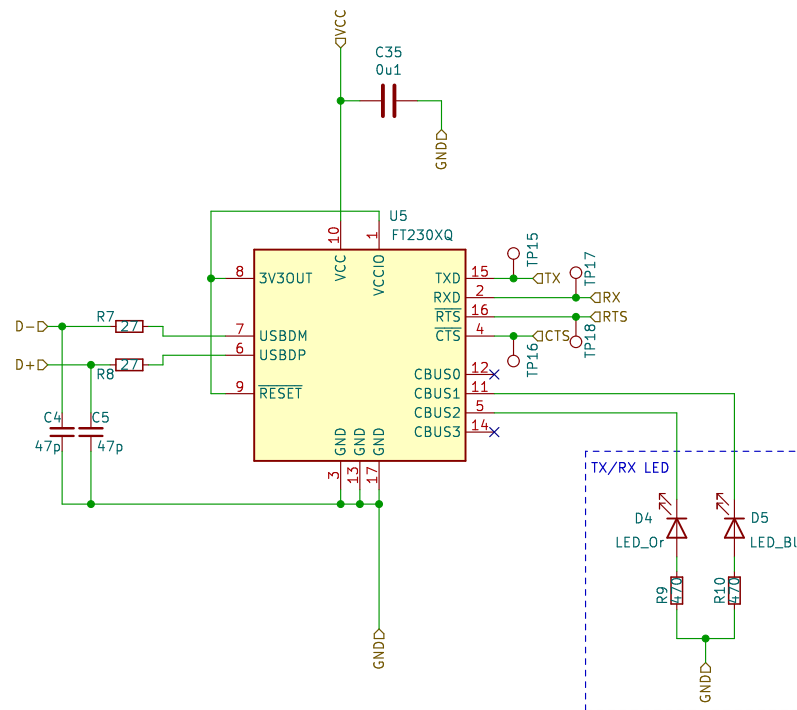 VCC
C35
0u1
GND
U5
FT230XQ
10
1
VCC
VCCIO
8
3V3OUT
TXD
15
TP15
TX
TP17
RXD
2
RX
RTS
16
RTS
TP18
D-
R7
27
7
USBDM
CTS
4
CTS
TP16
6
USBDP
D+
27
R8
CBUS0
12
9
RESET
CBUS1
11
CBUS2
5
CBUS3
14
C4
C5
47p
47p
GND
GND
GND
3
13
17
TX/RX LED
D4
LED_Or
D5
LED_Bl
R9
470
R10
470
GND
GND